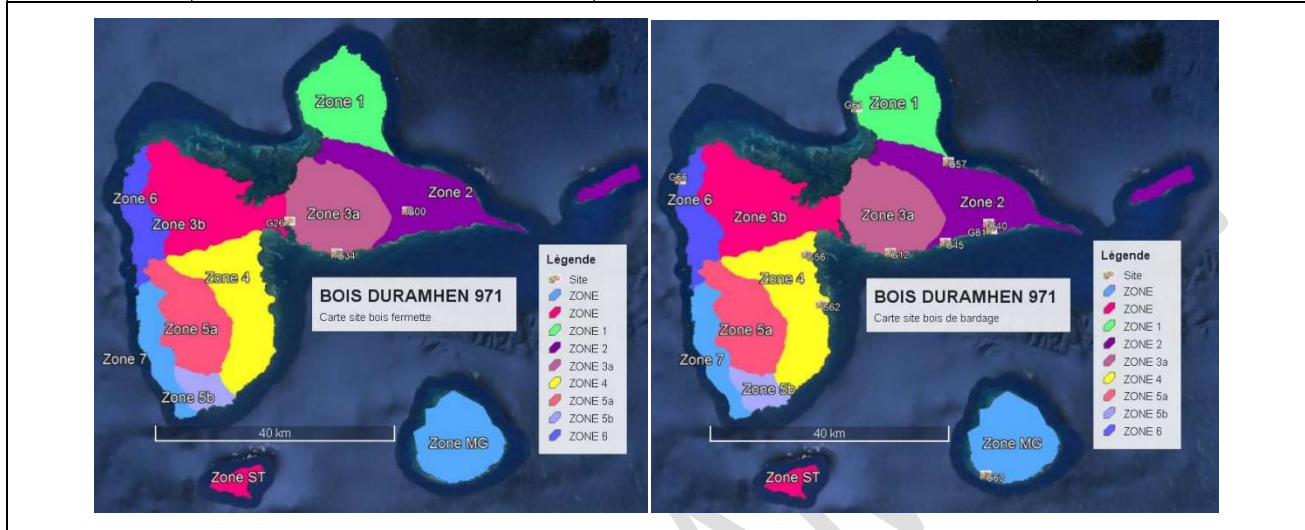 Zone 1
Zone 2
Zone 6
Zone 3b
Zone 3a
G00
G26
G34
Zone 4
Zone 5a
Zone 7
Zone 5b
BOIS DURAMHEN 971
Carte site bois fermette
40 km
Zone MG
Zone ST
Lègende
Site
ZONE
ZONE
ZONE 1
ZONE 2
ZONE 3a
ZONE 4
ZONE 5a
ZONE 5b
ZONE 6
Zone 1
G57
Zone 6
Zone 3b
Zone 3a
Zone 2
G40
G81
G45
G12
G56
Zone 4
G62
Zone 5a
Zone 7
Zone 5b
BOIS DURAMHEN 971
Carte site bois de bardage
40 km
Zone MG
G63
Zone ST
Lègende
Site
ZONE
ZONE
ZONE 1
ZONE 2
ZONE 3a
ZONE 4
ZONE 5a
ZONE 5b
ZONE 6